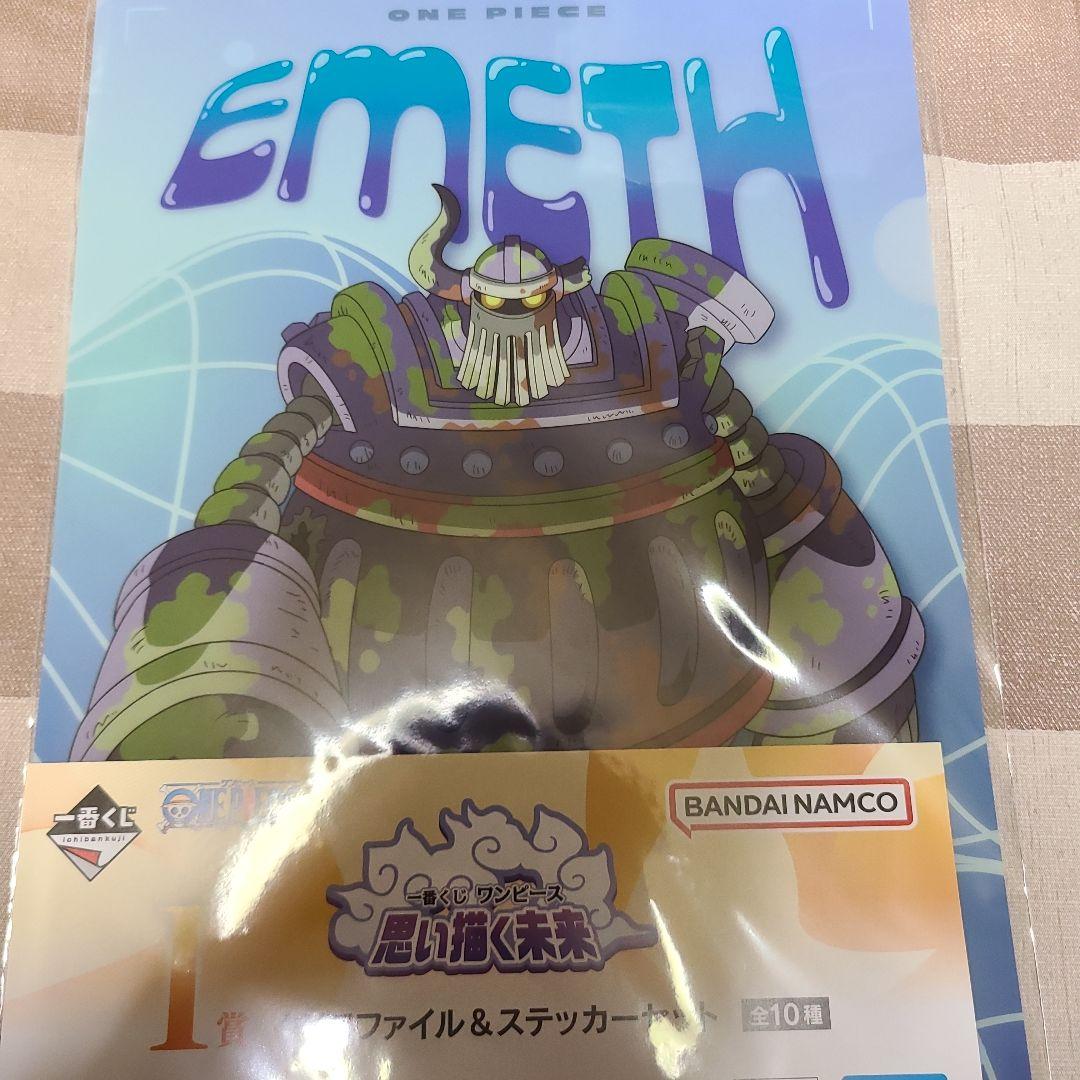 ONE PIECE
EMETH
一番くじ
ichibankuji
BANDAI NAMCO
一番くじ ワンピース
思い描く未来
I賞
ファイル&ステッカーセット
全10種